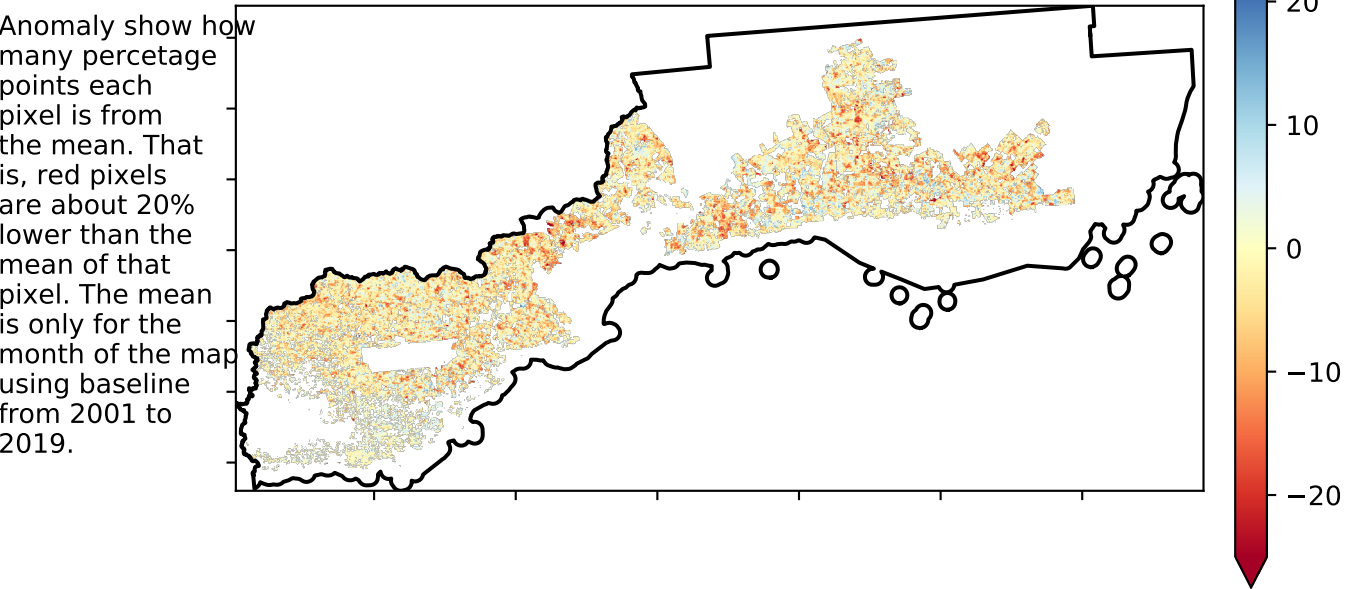 Anomaly show how
many percetage
points each
pixel is from
the mean. That
is, red pixels
are about 20%
lower than the
mean of that
pixel. The mean
is only for the
month of the map
using baseline
from 2001 to
2019.
20
10
0
−10
−20